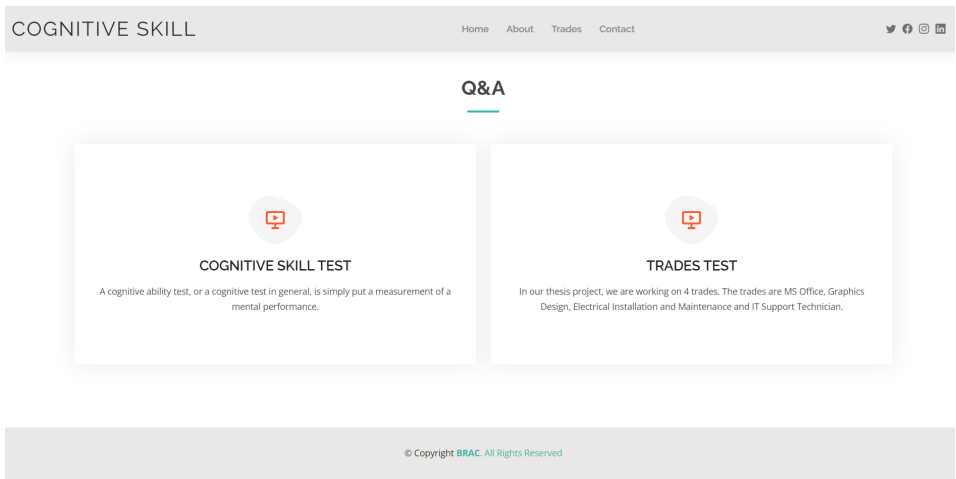 COGNITIVE SKILL
Home About Trades Contact
Q&A
COGNITIVE SKILL TEST
A cognitive ability test, or a cognitive test in general, is simply put a measurement of a
mental performance.
TRADES TEST
In our thesis project, we are working on 4 trades. The trades are MS Office, Graphics
Design, Electrical Installation and Maintenance and IT Support Technician.
© Copyright BRAC. All Rights Reserved